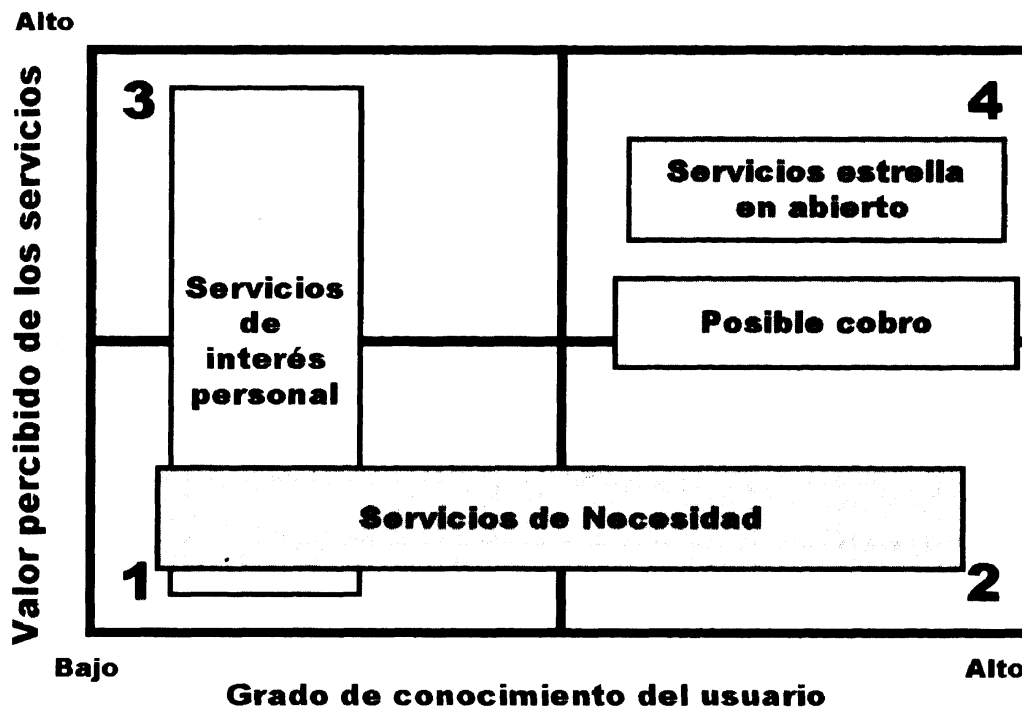 Alto
Valor percibido de los servicios
3
4
Servicios estrella
en abierto
Servicios
de
interés
personal
Posible cobro
Servicios de Necesidad
1
2
Bajo
Alto
Grado de conocimiento del usuario